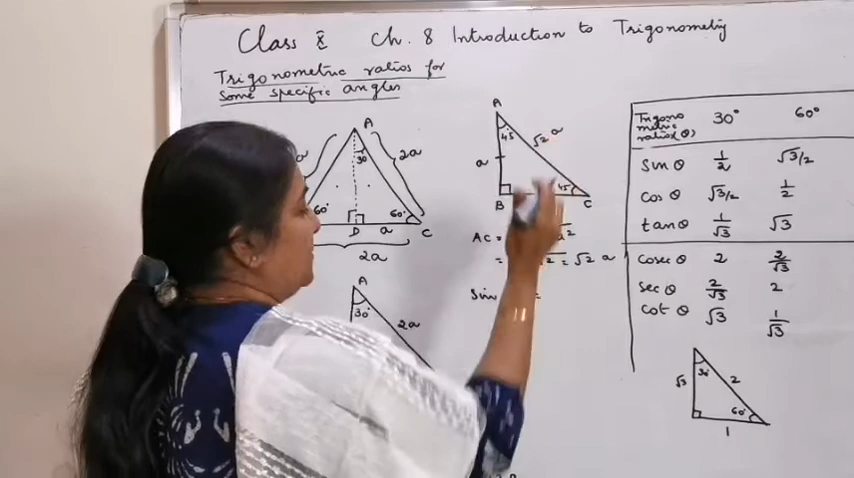 Class X Ch. 8 Introduction to Trigonometry
Trigonometric ratios for
some specific angles
A
30
2a
60°
60°
D
a
C
2a
A
30°
2a
A
45
√2 a
a
45
B
C
AC =
= √2 a
Sin =
Trigono
metric
ratios(θ) 30° 60°
sin θ 1/2 √3/2
cos θ √3/2 1/2
tan θ 1/√3 √3
cosec θ 2 2/√3
sec θ 2/√3 2
cot θ √3 1/√3
30°
√3
2
60°
1